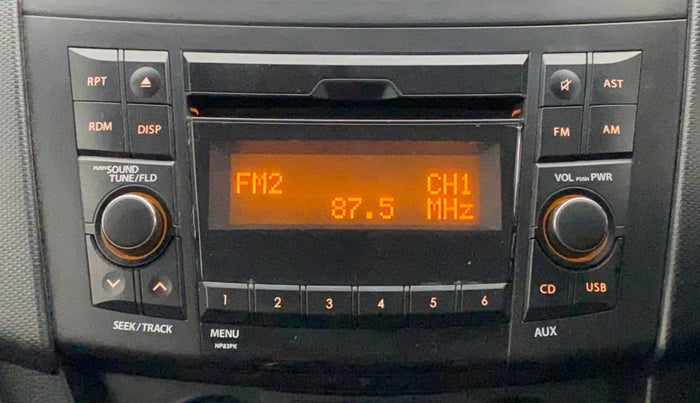 RPT
AST
RDM
DISP
FM
AM
PUSH SOUND
TUNE/FLD
VOL PUSH PWR
FM2 CH1
87.5 MHz
CD
USB
1 2 3 4 5 6
SEEK/TRACK
MENU
AUX
NP83PK